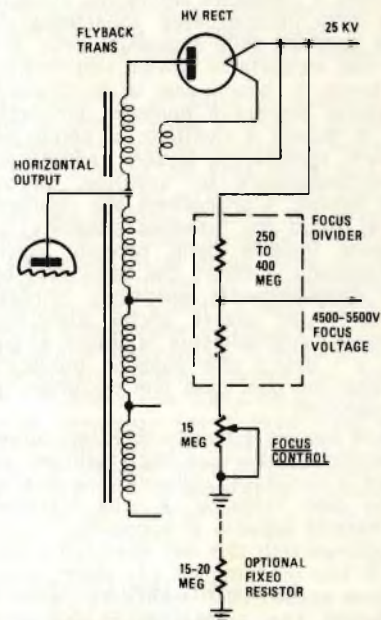 HV RECT
25 KV
FLYBACK
TRANS
HORIZONTAL
OUTPUT
FOCUS
DIVIDER
250
TO
400
MEG
4500-5500V
FOCUS
VOLTAGE
15
MEG
FOCUS
CONTROL
15-20
MEG
OPTIONAL
FIXED
RESISTOR